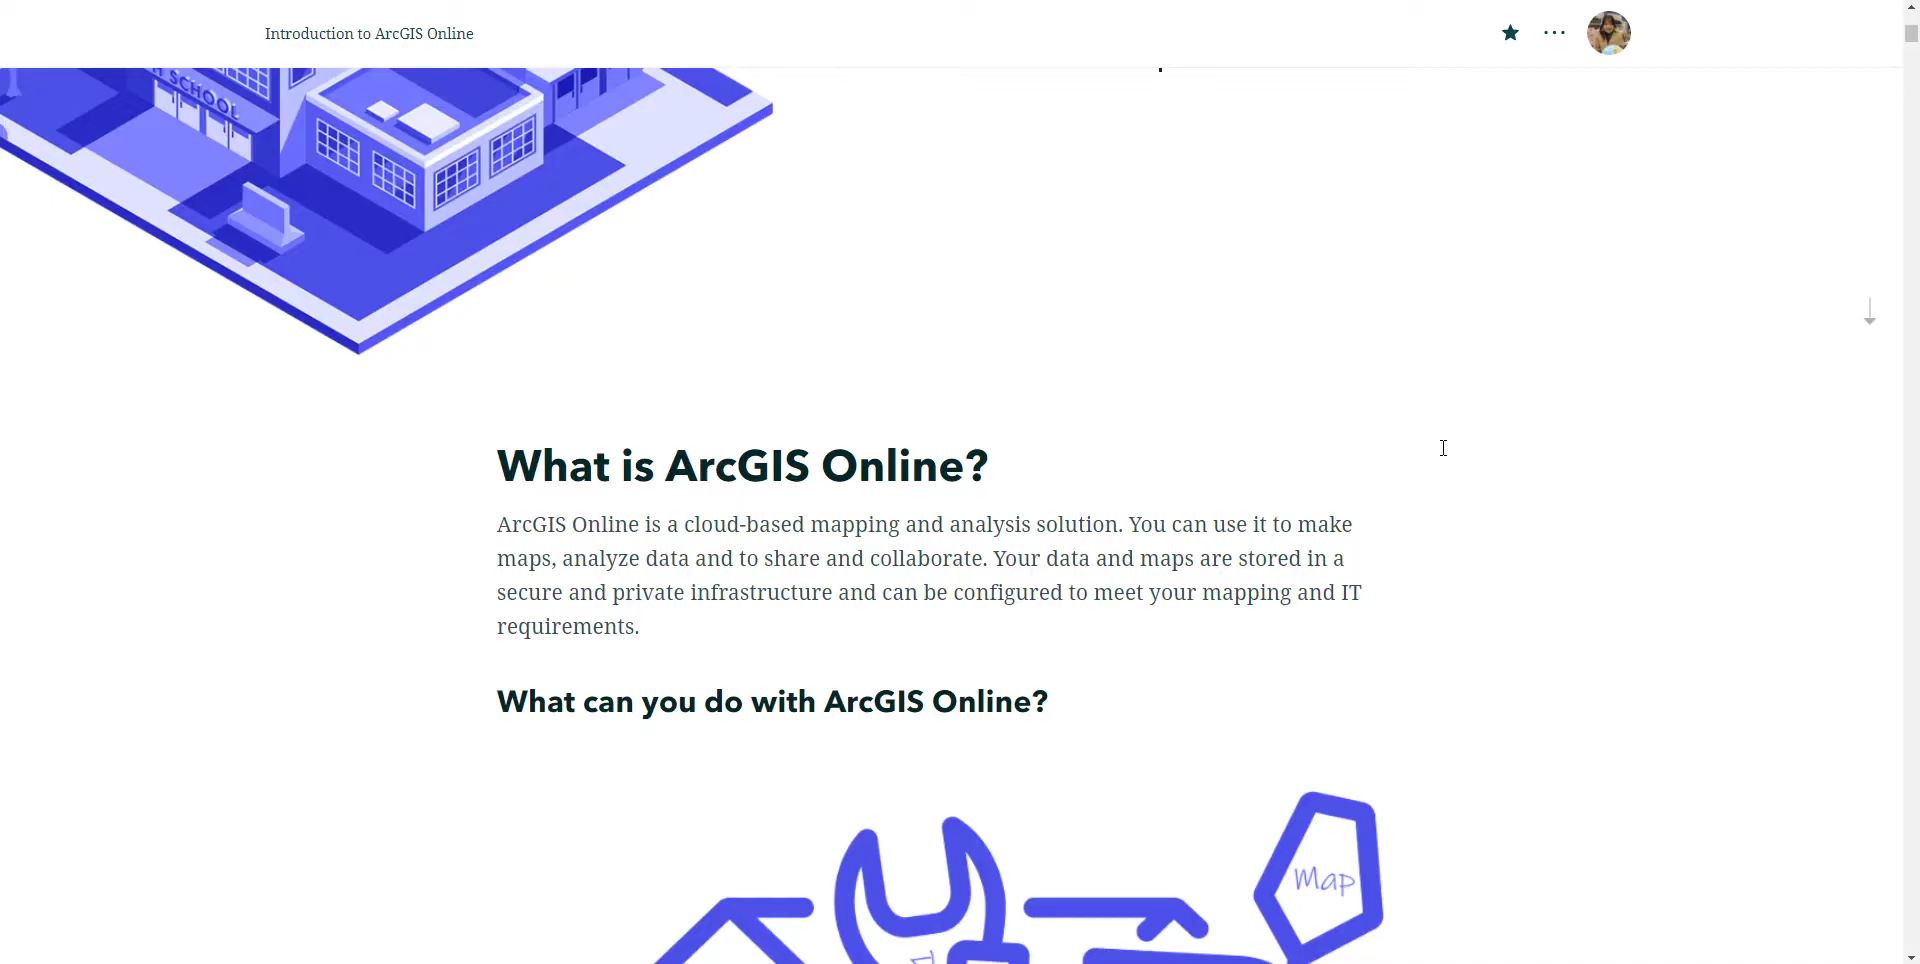 Introduction to ArcGIS Online
SCHOOL
What is ArcGIS Online?
ArcGIS Online is a cloud-based mapping and analysis solution. You can use it to make
maps, analyze data and to share and collaborate. Your data and maps are stored in a
secure and private infrastructure and can be configured to meet your mapping and IT
requirements.
What can you do with ArcGIS Online?
Map